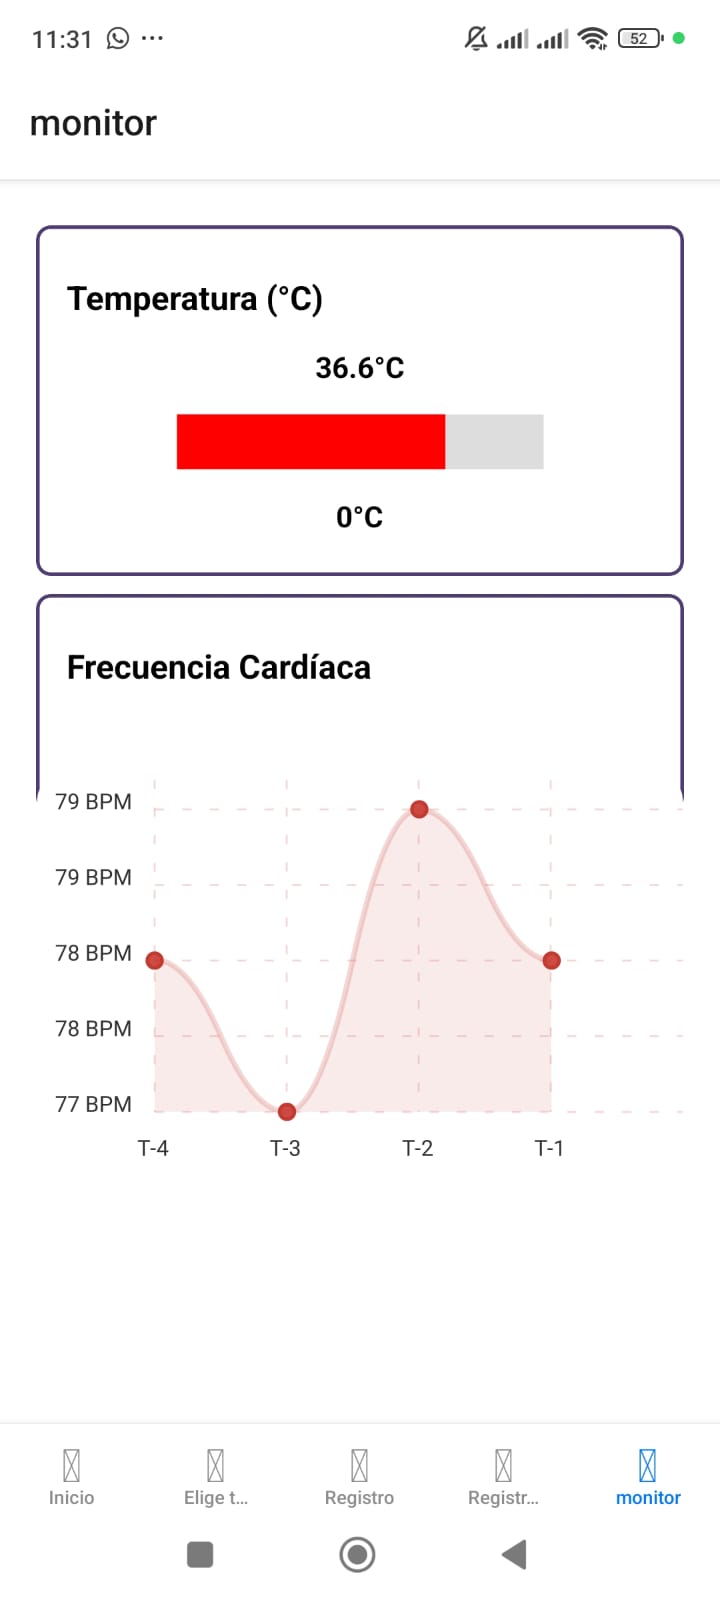 11:31 ... 52
monitor
Temperatura (°C)
36.6°C
0°C
Frecuencia Cardíaca
79 BPM
79 BPM
78 BPM
78 BPM
77 BPM
T-4 T-3 T-2 T-1
Inicio Elige t... Registro Registr... monitor